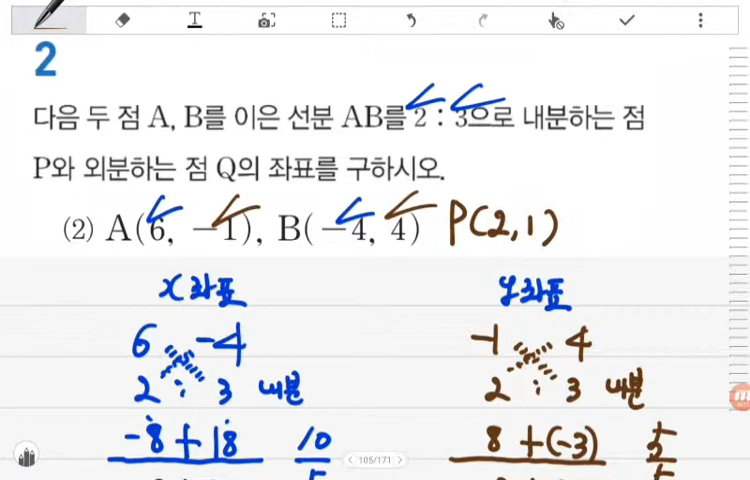 2
다음 두 점 A, B를 이은 선분 AB를 2 : 3으로 내분하는 점
P와 외분하는 점 Q의 좌표를 구하시오.
(2) A(6, −1), B(−4, 4) P(2,1)
x좌표 y좌표
6 -4 -1 4
2 : 3 내분 2 : 3 내분
-8+18 10 8+(-3) 5
105/171